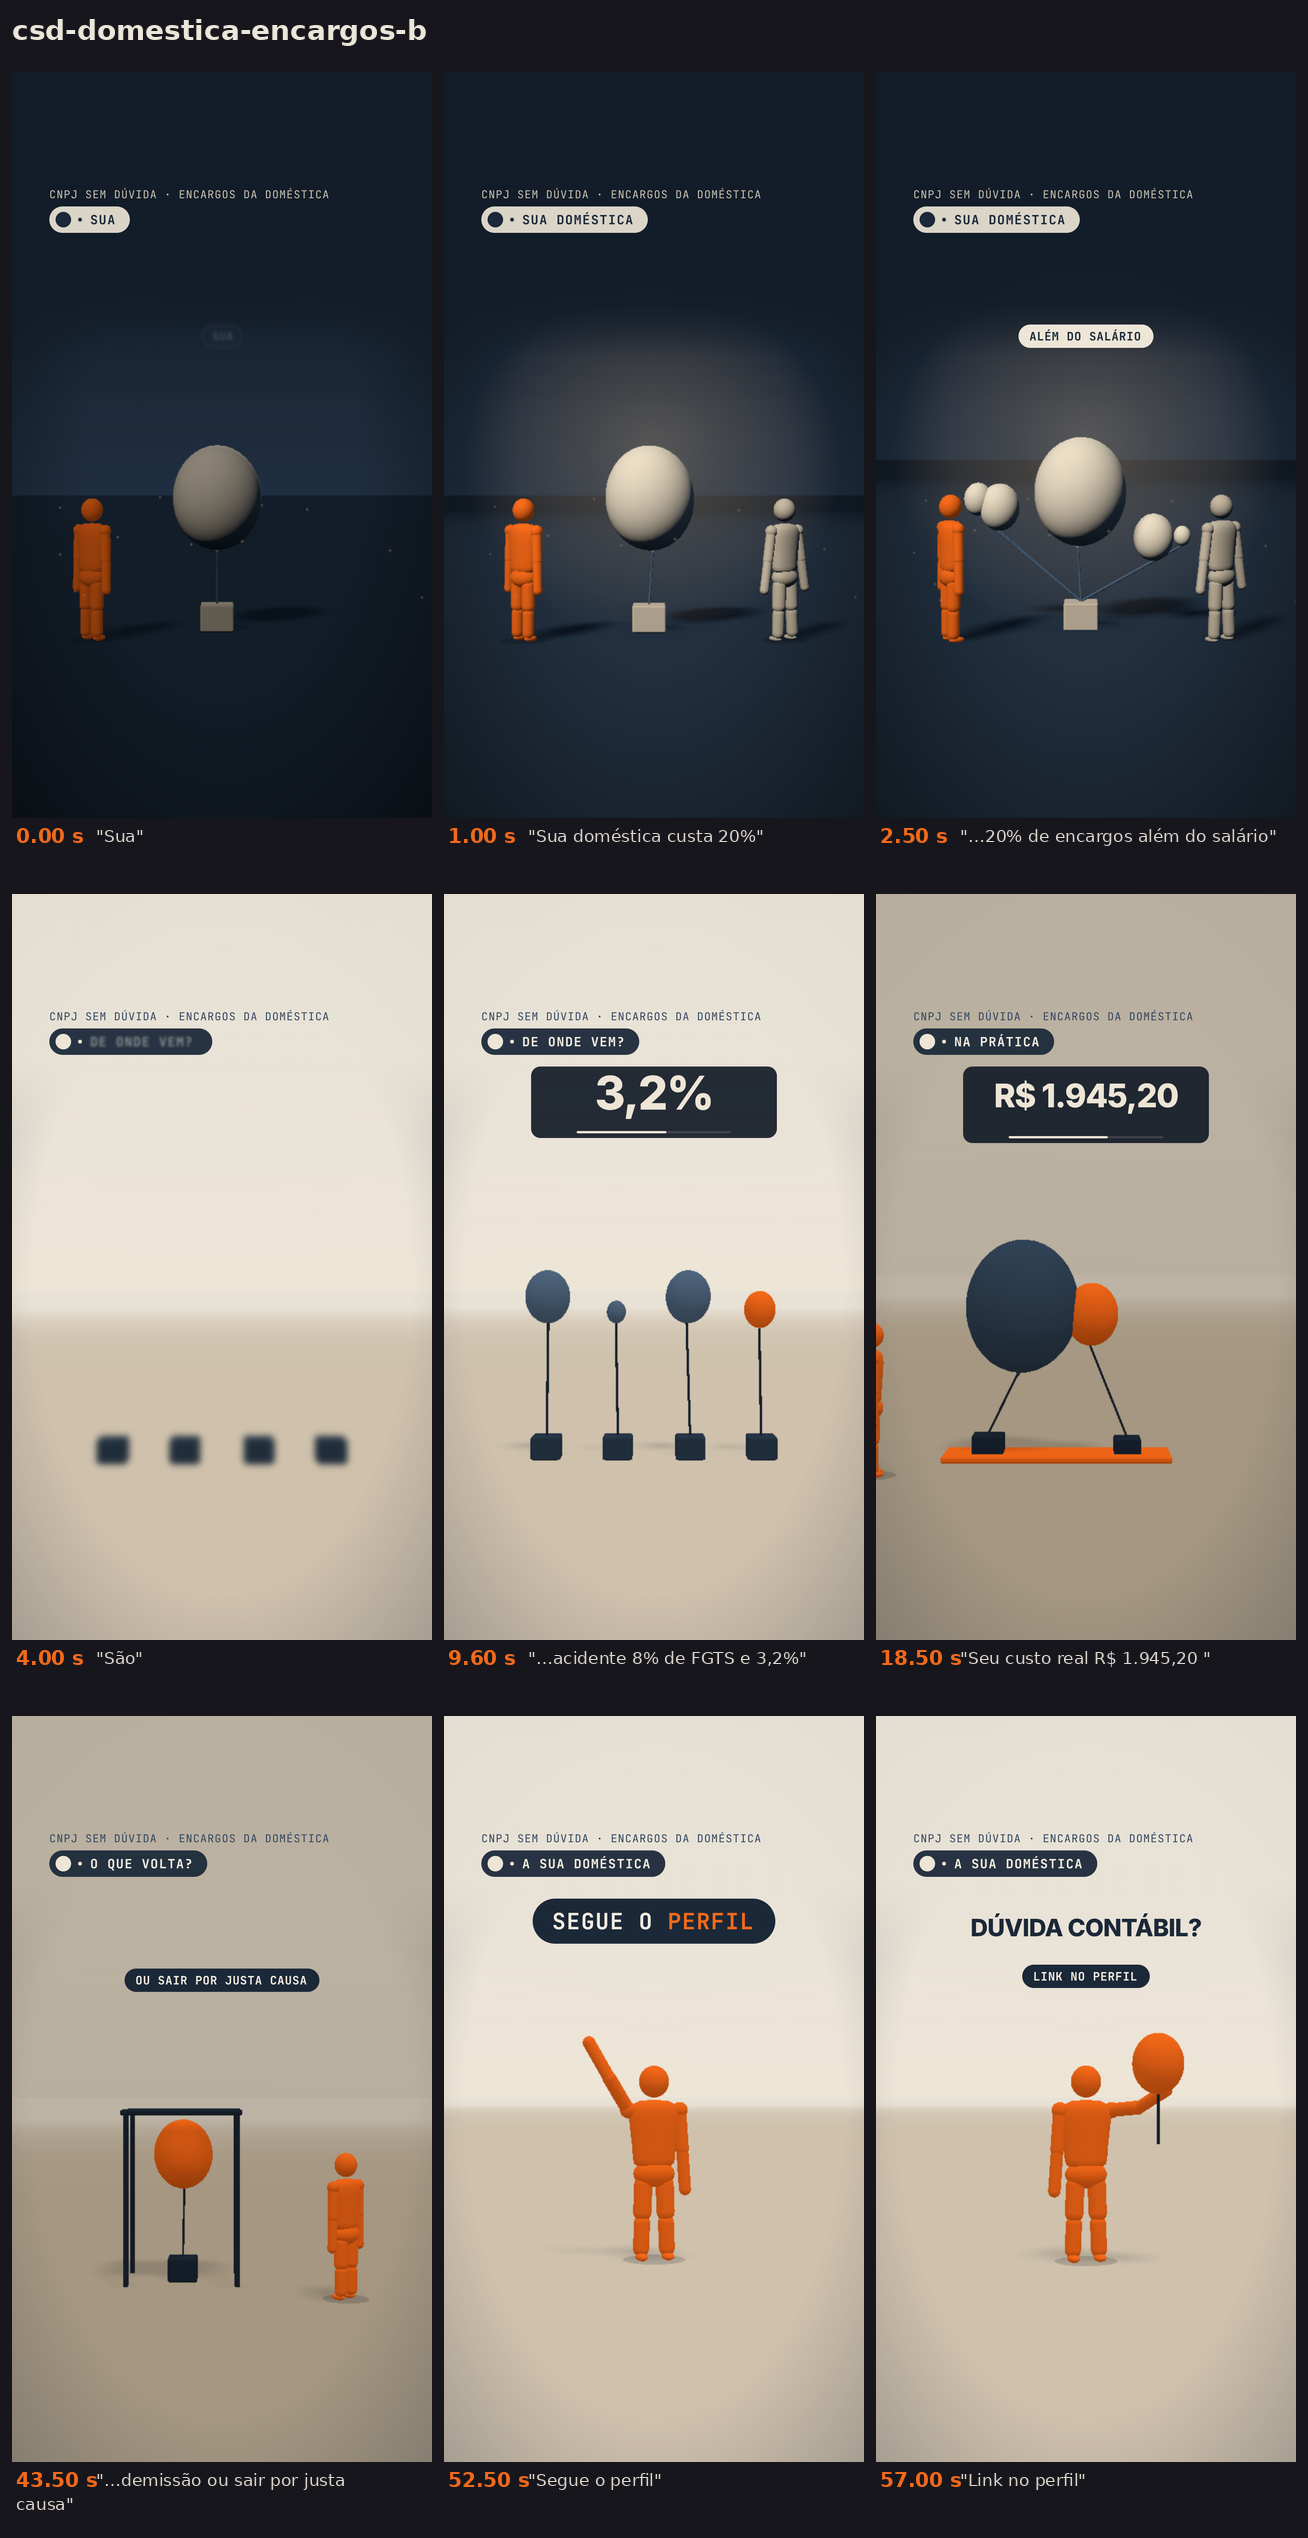 csd-domestica-encargos-b
CNPJ SEM DÚVIDA · ENCARGOS DA DOMÉSTICA
• SUA
SUA
0.00 s "Sua"
CNPJ SEM DÚVIDA · ENCARGOS DA DOMÉSTICA
• SUA DOMÉSTICA
1.00 s "Sua doméstica custa 20%"
CNPJ SEM DÚVIDA · ENCARGOS DA DOMÉSTICA
• SUA DOMÉSTICA
ALÉM DO SALÁRIO
2.50 s "…20% de encargos além do salário"
CNPJ SEM DÚVIDA · ENCARGOS DA DOMÉSTICA
• DE ONDE VEM?
4.00 s "São"
CNPJ SEM DÚVIDA · ENCARGOS DA DOMÉSTICA
• DE ONDE VEM?
3,2%
9.60 s "…acidente 8% de FGTS e 3,2%"
CNPJ SEM DÚVIDA · ENCARGOS DA DOMÉSTICA
• NA PRÁTICA
R$ 1.945,20
18.50 s "Seu custo real R$ 1.945,20 "
CNPJ SEM DÚVIDA · ENCARGOS DA DOMÉSTICA
• O QUE VOLTA?
OU SAIR POR JUSTA CAUSA
43.50 s "…demissão ou sair por justa
causa"
CNPJ SEM DÚVIDA · ENCARGOS DA DOMÉSTICA
• A SUA DOMÉSTICA
SEGUE O PERFIL
52.50 s "Segue o perfil"
CNPJ SEM DÚVIDA · ENCARGOS DA DOMÉSTICA
• A SUA DOMÉSTICA
DÚVIDA CONTÁBIL?
LINK NO PERFIL
57.00 s "Link no perfil"